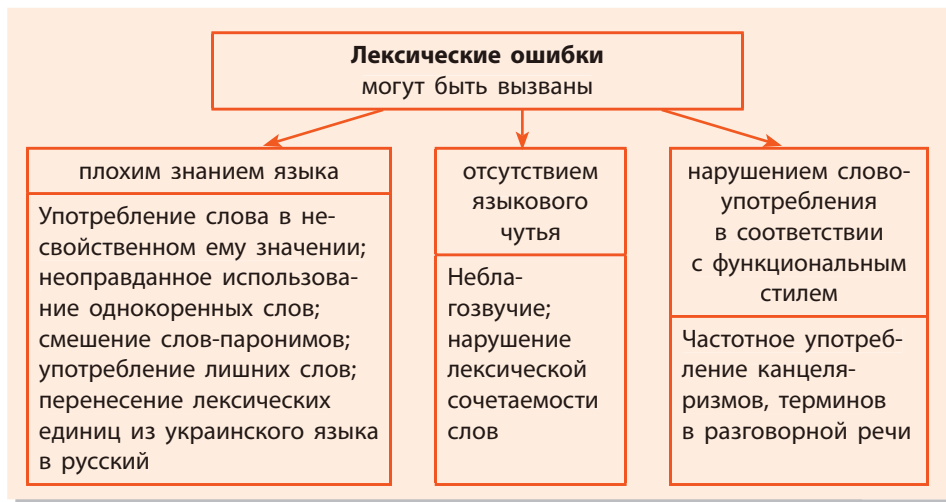 Лексические ошибки
могут быть вызваны
плохим знанием языка
Употребление слова в не-
свойственном ему значении;
неоправданное использова-
ние однокоренных слов;
смешение слов-паронимов;
употребление лишних слов;
перенесение лексических
единиц из украинского языка
в русский
отсутствием
языкового
чутья
Небла-
гозвучие;
нарушение
лексической
сочетаемости
слов
нарушением слово-
употребления
в соответствии
с функциональным
стилем
Частотное употреб-
ление канцеля-
ризмов, терминов
в разговорной речи